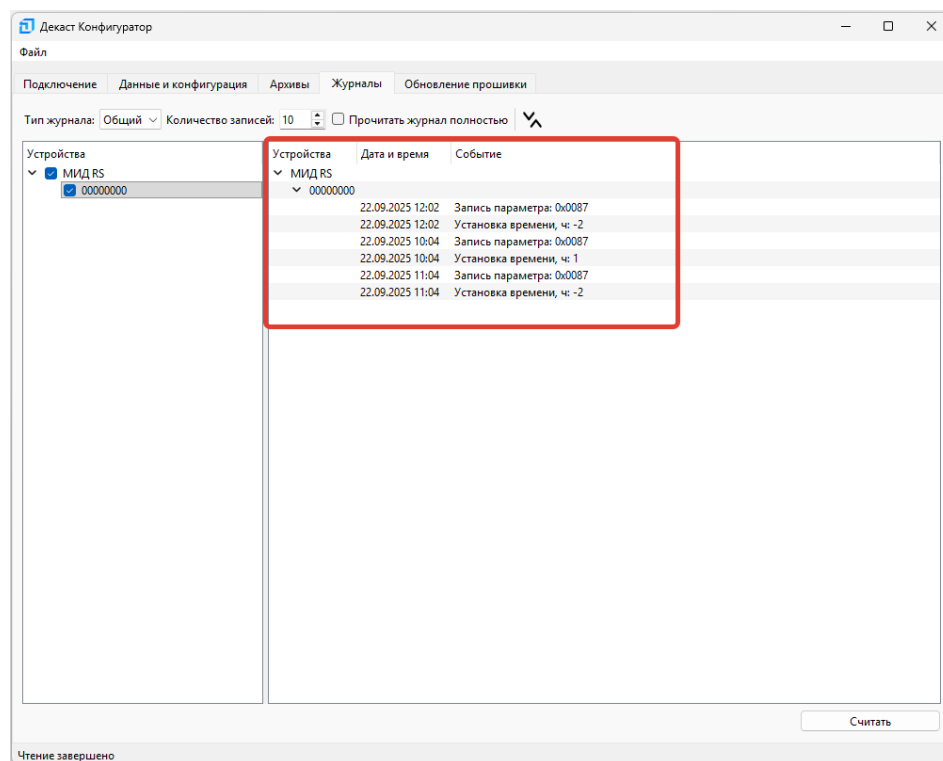 Декаст Конфигуратор
Файл
Подключение Данные и конфигурация Архивы Журналы Обновление прошивки
Тип журнала: Общий Количество записей: 10 Прочитать журнал полностью
Устройства
МИД RS
00000000
Устройства Дата и время Событие
МИД RS
00000000
22.09.2025 12:02 Запись параметра: 0x0087
22.09.2025 12:02 Установка времени, ч: -2
22.09.2025 10:04 Запись параметра: 0x0087
22.09.2025 10:04 Установка времени, ч: 1
22.09.2025 11:04 Запись параметра: 0x0087
22.09.2025 11:04 Установка времени, ч: -2
Считать
Чтение завершено